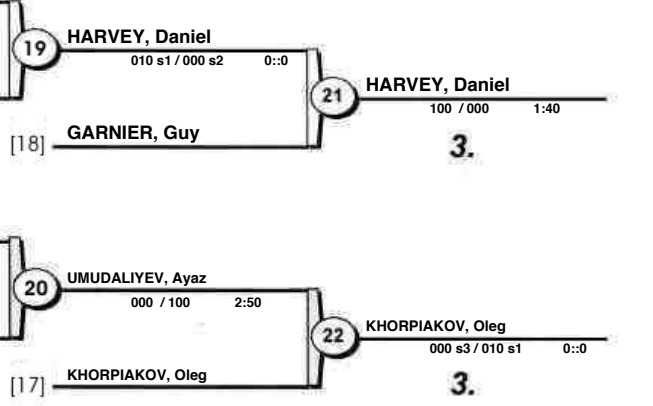 19 HARVEY, Daniel
010 s1 / 000 s2 0::0
21 HARVEY, Daniel
100 / 000 1:40
[18] GARNIER, Guy
3.
20 UMUDALIYEV, Ayaz
000 / 100 2:50
22 KHORPIAKOV, Oleg
000 s3 / 010 s1 0::0
[17] KHORPIAKOV, Oleg
3.